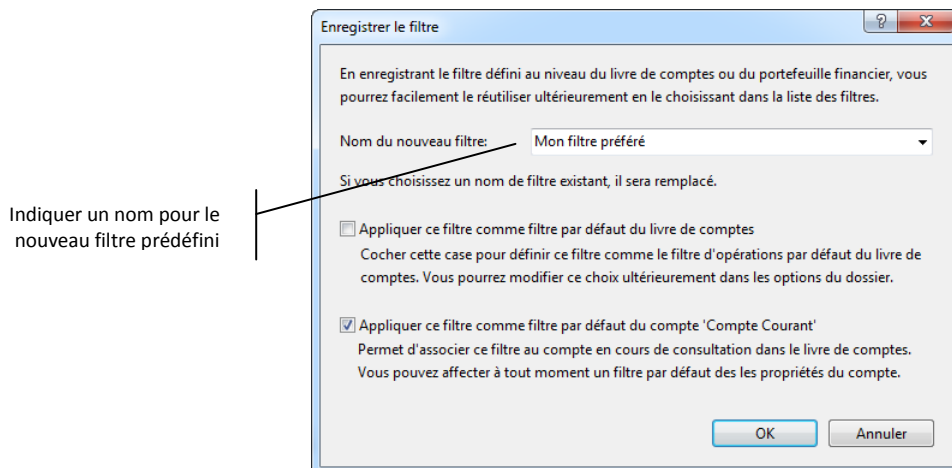 Enregistrer le filtre
En enregistrant le filtre défini au niveau du livre de comptes ou du portefeuille financier, vous
pourrez facilement le réutiliser ultérieurement en le choisissant dans la liste des filtres.
Nom du nouveau filtre: Mon filtre préféré
Si vous choisissez un nom de filtre existant, il sera remplacé.
Indiquer un nom pour le
nouveau filtre prédéfini
Appliquer ce filtre comme filtre par défaut du livre de comptes
Cocher cette case pour définir ce filtre comme le filtre d'opérations par défaut du livre de
comptes. Vous pourrez modifier ce choix ultérieurement dans les options du dossier.
Appliquer ce filtre comme filtre par défaut du compte 'Compte Courant'
Permet d'associer ce filtre au compte en cours de consultation dans le livre de comptes.
Vous pouvez affecter à tout moment un filtre par défaut des les propriétés du compte.
OK Annuler